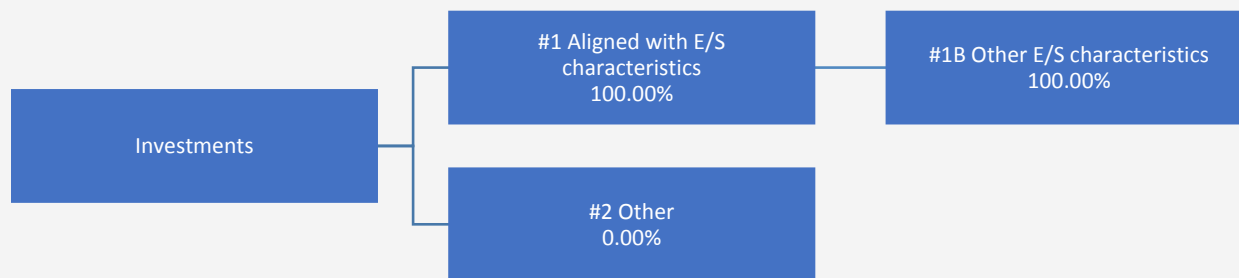 Investments
#1 Aligned with E/S
characteristics
100.00%
#1B Other E/S characteristics
100.00%
#2 Other
0.00%